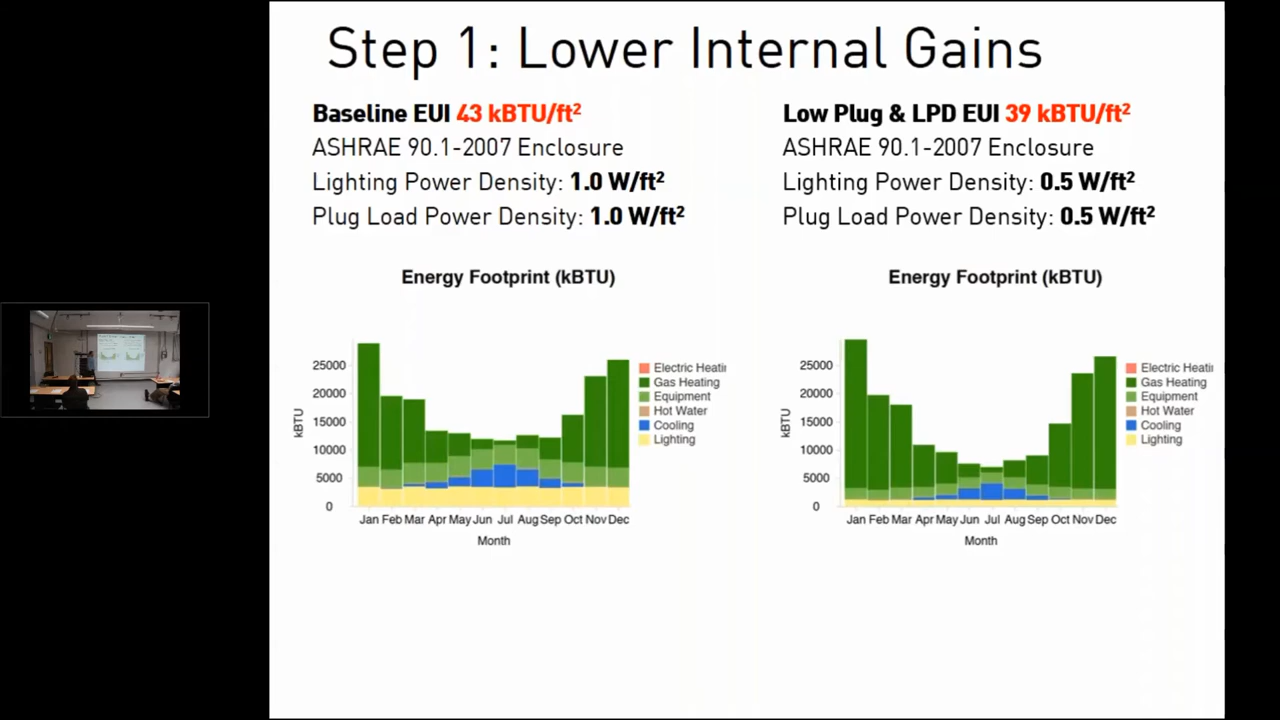 Step 1: Lower Internal Gains
Baseline EUI 43 kBTU/ft²
ASHRAE 90.1-2007 Enclosure
Lighting Power Density: 1.0 W/ft²
Plug Load Power Density: 1.0 W/ft²
Energy Footprint (kBTU)
25000
20000
15000
10000
5000
0
kBTU
Jan Feb Mar Apr May Jun Jul Aug Sep Oct Nov Dec
Month
Electric Heatin
Gas Heating
Equipment
Hot Water
Cooling
Lighting
Low Plug & LPD EUI 39 kBTU/ft²
ASHRAE 90.1-2007 Enclosure
Lighting Power Density: 0.5 W/ft²
Plug Load Power Density: 0.5 W/ft²
Energy Footprint (kBTU)
25000
20000
15000
10000
5000
0
kBTU
Jan Feb Mar Apr May Jun Jul Aug Sep Oct Nov Dec
Month
Electric Heatin
Gas Heating
Equipment
Hot Water
Cooling
Lighting